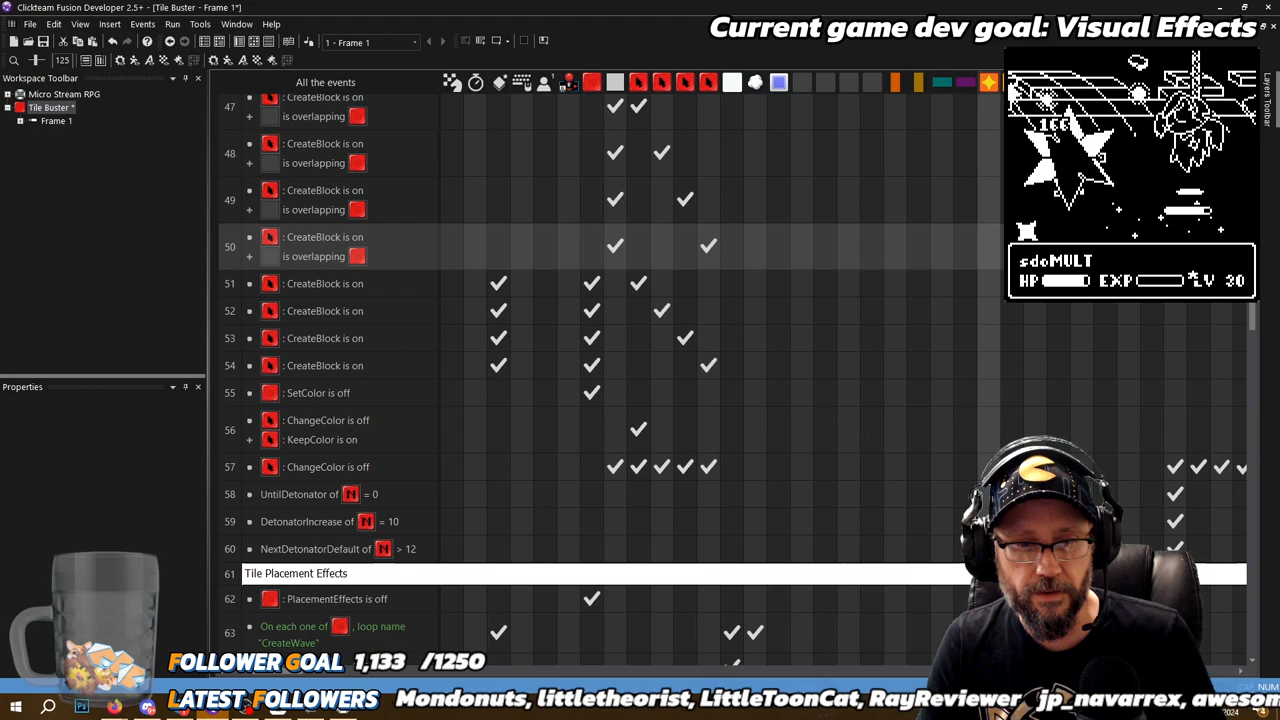 Clickteam Fusion Developer 2.5+ - [Tile Buster - Frame 1*]
Current game dev goal: Visual Effects
File Edit View Insert Events Run Tools Window Help
1 - Frame 1
123
Workspace Toolbar
All the events
Layers Toolbar
Micro Stream RPG
Tile Buster *
Frame 1
Properties
47 : CreateBlock is on
+ is overlapping
48 : CreateBlock is on
+ is overlapping
49 : CreateBlock is on
+ is overlapping
50 : CreateBlock is on
+ is overlapping
51 : CreateBlock is on
52 : CreateBlock is on
53 : CreateBlock is on
54 : CreateBlock is on
55 : SetColor is off
56 : ChangeColor is off
+ : KeepColor is on
57 : ChangeColor is off
58 UntilDetonator of N = 0
59 DetonatorIncrease of N = 10
60 NextDetonatorDefault of N > 12
61 Tile Placement Effects
62 : PlacementEffects is off
63 On each one of , loop name
"CreateWave"
166
sdoMULT
HP EXP LV 30
Follower Goal 1,133 /1250
Latest Followers Mondonuts, littletheorist, LittleToonCat, RayReviewer jp_navarrex, awesom
NUM
2024